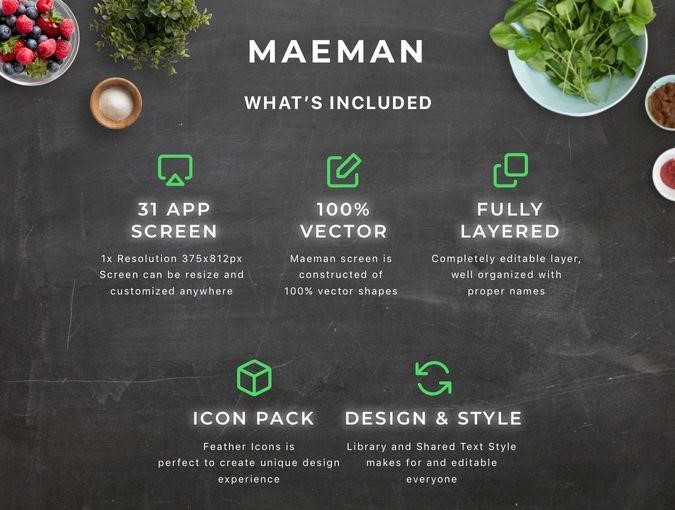 MAEMAN
WHAT'S INCLUDED
31 APP
SCREEN
1x Resolution 375x812px
Screen can be resize and
customized anywhere
100%
VECTOR
Maeman screen is
constructed of
100% vector shapes
FULLY
LAYERED
Completely editable layer,
well organized with
proper names
ICON PACK
Feather Icons is
perfect to create unique design
experience
DESIGN & STYLE
Library and Shared Text Style
makes for and editable
everyone